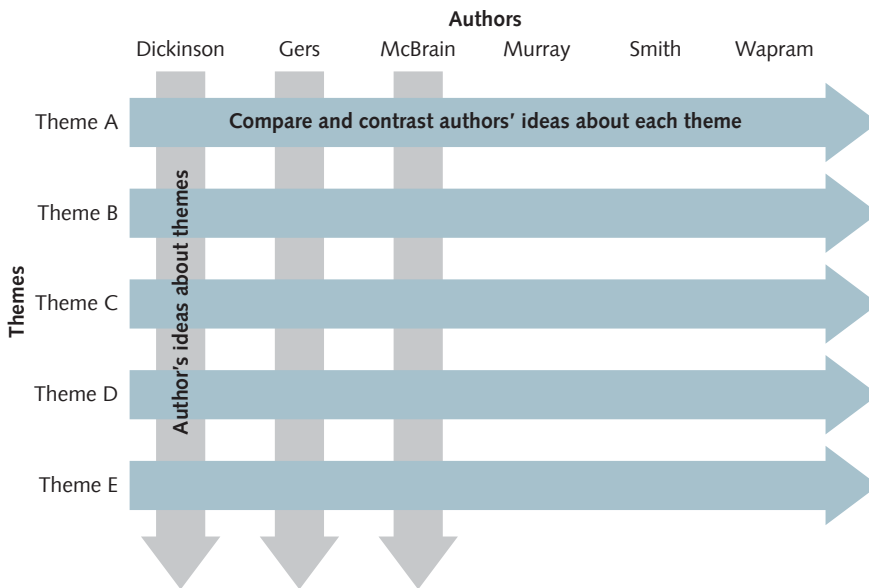 Authors
Dickinson Gers McBrain Murray Smith Wapram
Theme A
Compare and contrast authors’ ideas about each theme
Theme B
Theme C
Theme D
Theme E
Themes
Author’s ideas about themes